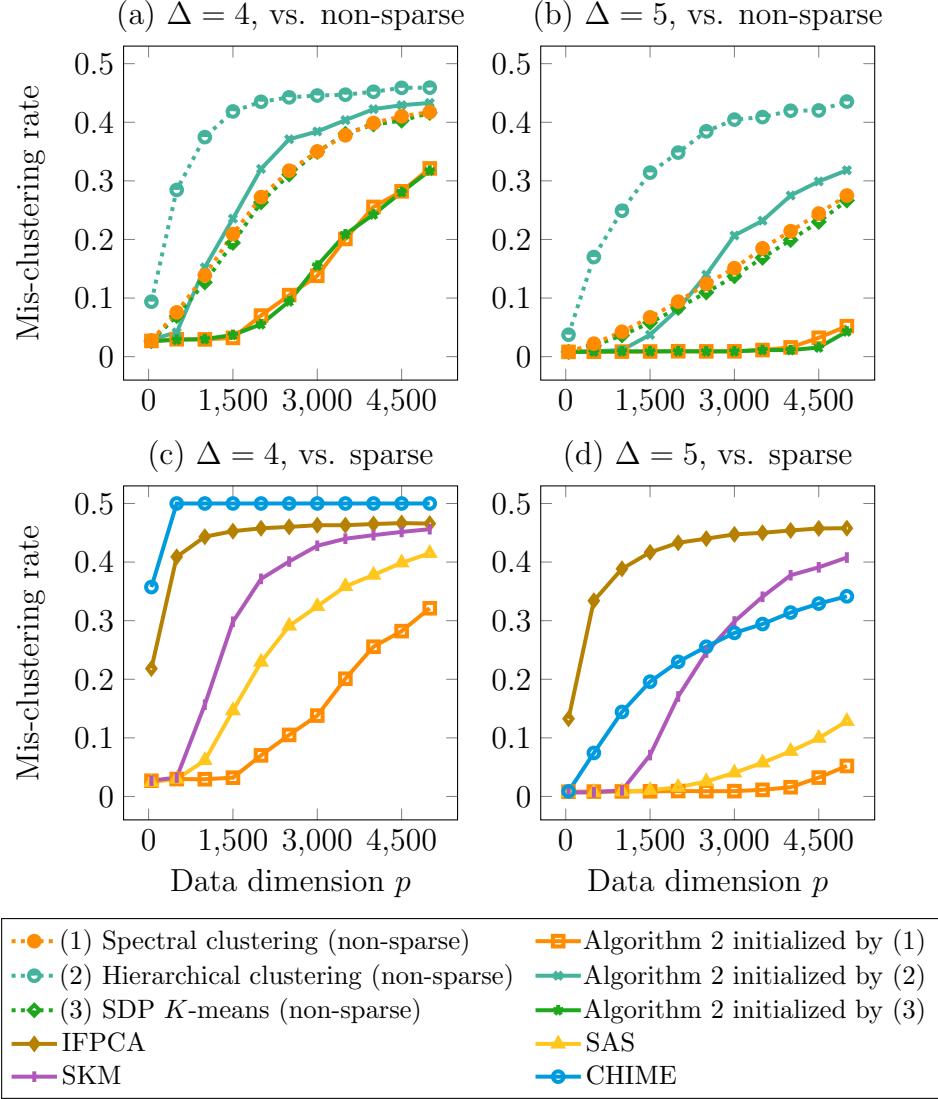 (a) Δ = 4, vs. non-sparse
(b) Δ = 5, vs. non-sparse
Mis-clustering rate
0.5
0.4
0.3
0.2
0.1
0
0 1,500 3,000 4,500
0.5
0.4
0.3
0.2
0.1
0
0 1,500 3,000 4,500
(c) Δ = 4, vs. sparse
(d) Δ = 5, vs. sparse
Mis-clustering rate
0.5
0.4
0.3
0.2
0.1
0
0 1,500 3,000 4,500
Data dimension p
0.5
0.4
0.3
0.2
0.1
0
0 1,500 3,000 4,500
Data dimension p
(1) Spectral clustering (non-sparse)
Algorithm 2 initialized by (1)
(2) Hierarchical clustering (non-sparse)
Algorithm 2 initialized by (2)
(3) SDP K-means (non-sparse)
Algorithm 2 initialized by (3)
IFPCA
SAS
SKM
CHIME